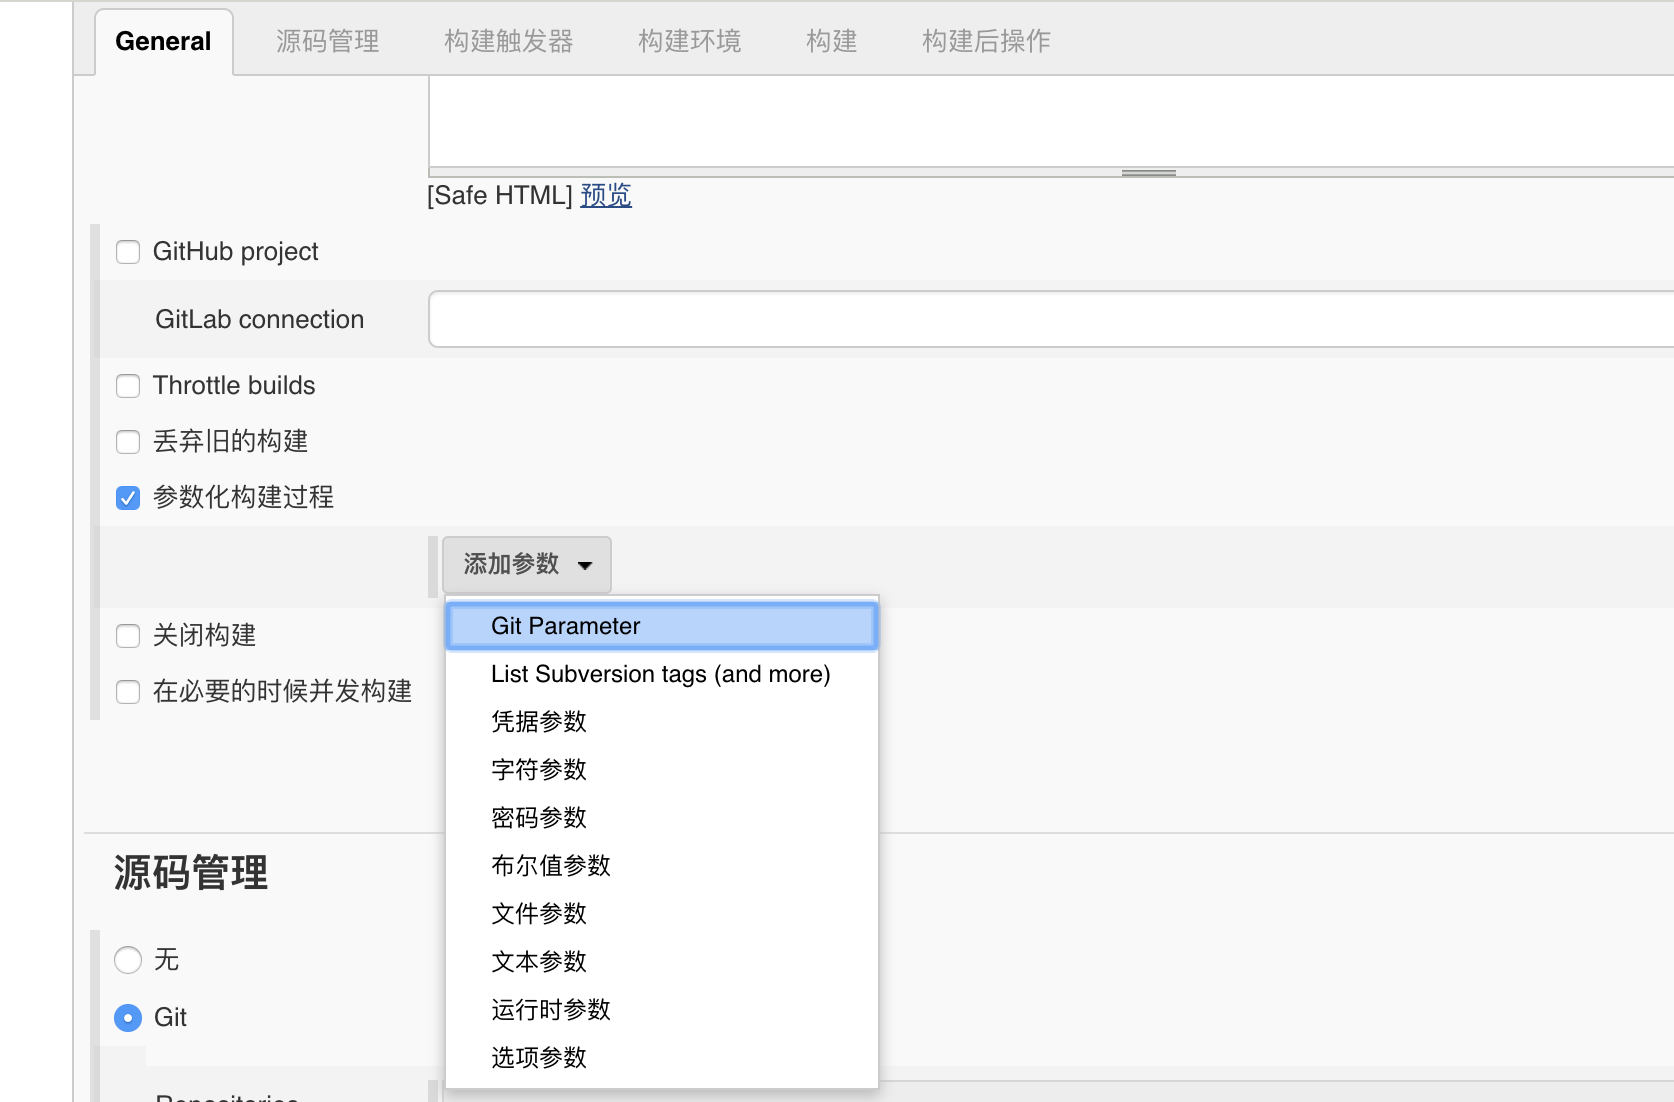 General 源码管理 构建触发器 构建环境 构建 构建后操作
[Safe HTML] 预览
GitHub project
GitLab connection
Throttle builds
丢弃旧的构建
参数化构建过程
添加参数
Git Parameter
List Subversion tags (and more)
凭据参数
字符参数
密码参数
布尔值参数
文件参数
文本参数
运行时参数
选项参数
关闭构建
在必要的时候并发构建
源码管理
无
Git
Repositories